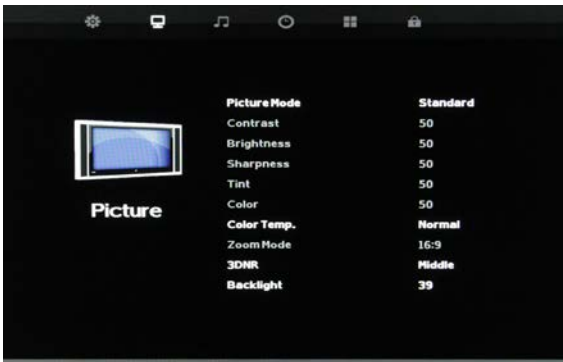 Picture Mode Standard
Contrast 50
Brightness 50
Sharpness 50
Tint 50
Picture
Color 50
Color Temp. Normal
Zoom Mode 16:9
3DNR Middle
Backlight 39